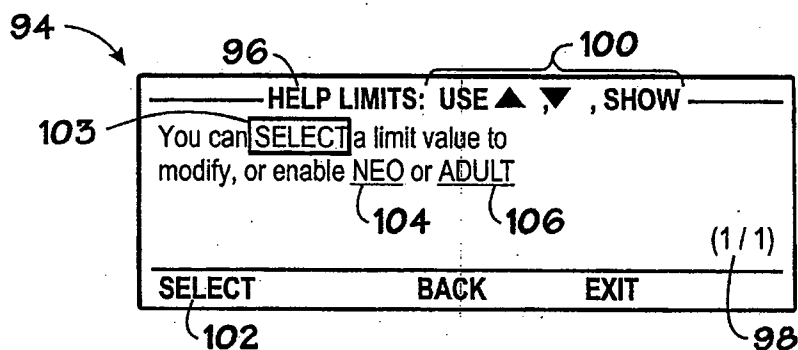 94
96
100
HELP LIMITS: USE ▲ ,▼ , SHOW
103
You can SELECT a limit value to
modify, or enable NEO or ADULT
104
106
(1 / 1)
SELECT BACK EXIT
102
98